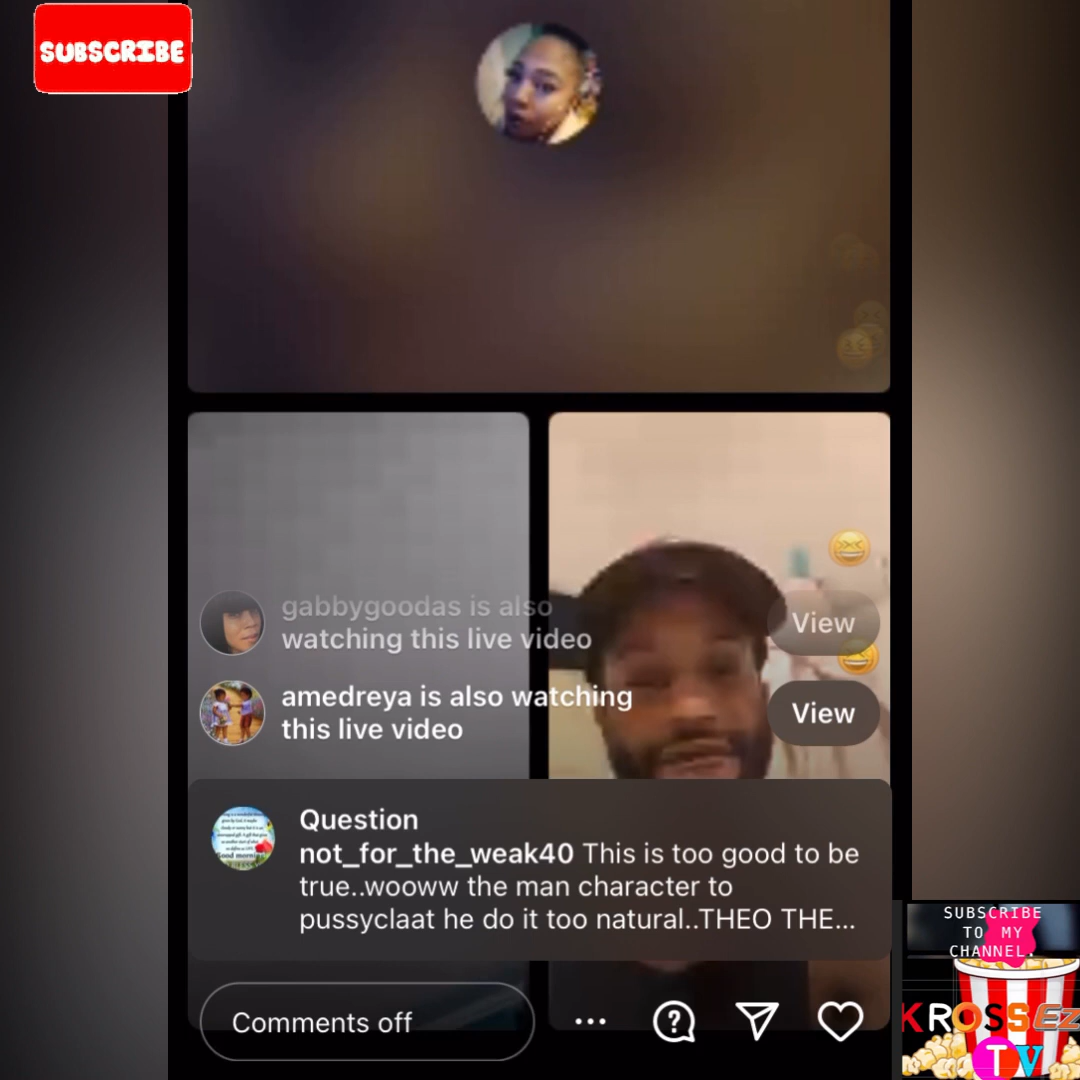 SUBSCRIBE
gabbygoodas is also
watching this live video
View
amedreya is also watching
this live video
View
Question
not_for_the_weak40 This is too good to be
true..wooww the man character to
pussyclaat he do it too natural..THEO THE...
Comments off
SUBSCRIBE
TO MY
CHANNEL.
KROSSEz
TV